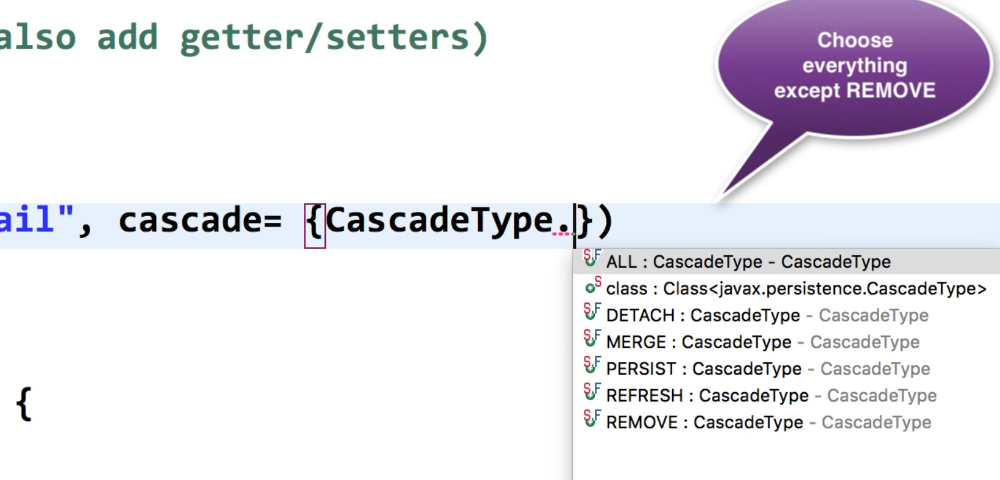 also add getter/setters)
Choose
everything
except REMOVE
ail", cascade= {CascadeType.})
ALL : CascadeType - CascadeType
class : Class<javax.persistence.CascadeType>
DETACH : CascadeType - CascadeType
MERGE : CascadeType - CascadeType
PERSIST : CascadeType - CascadeType
REFRESH : CascadeType - CascadeType
REMOVE : CascadeType - CascadeType
{